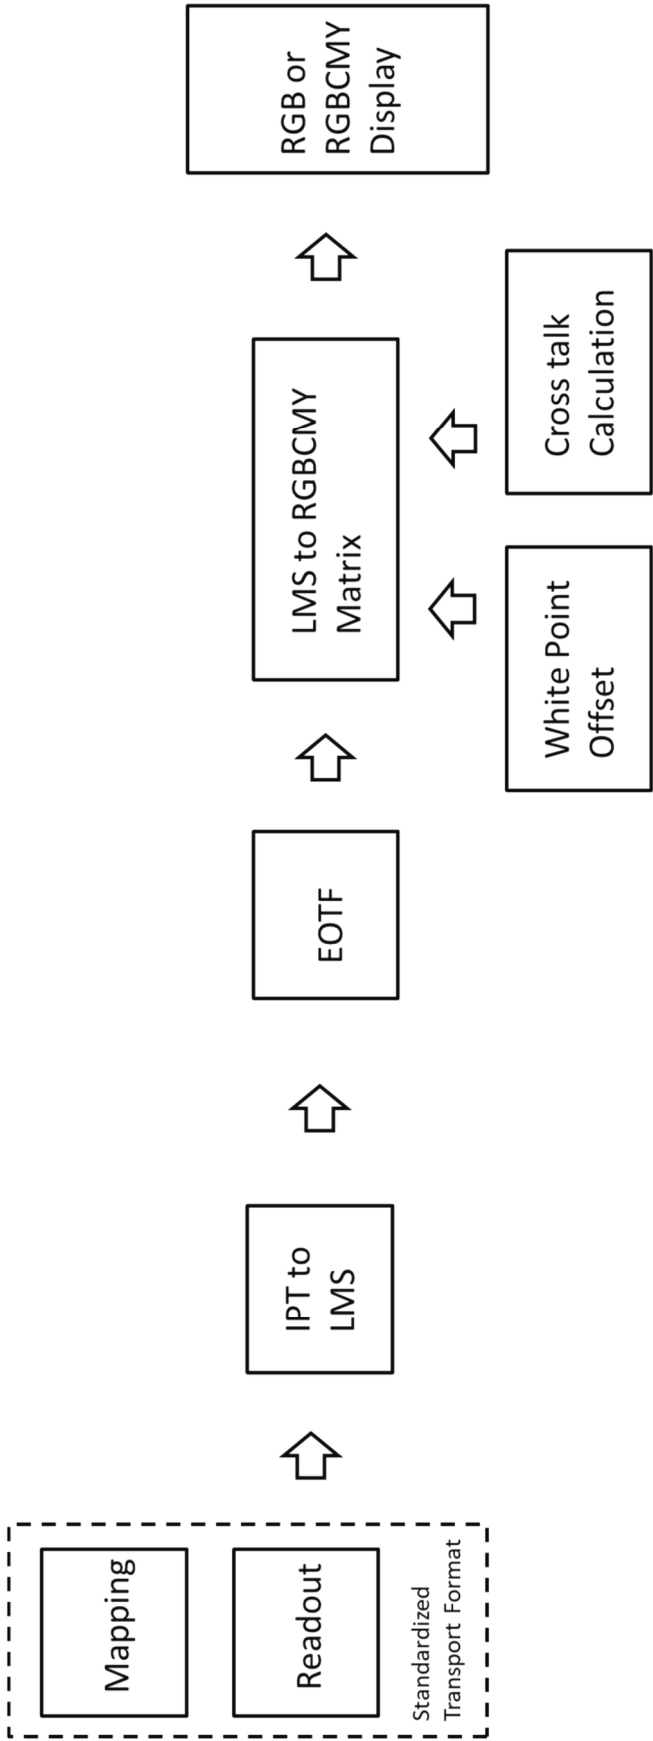 Mapping
Readout
Standardized
Transport Format
IPT to
LMS
EOTF
LMS to RGBCMY
Matrix
White Point
Offset
Cross talk
Calculation
RGB or
RGBCMY
Display